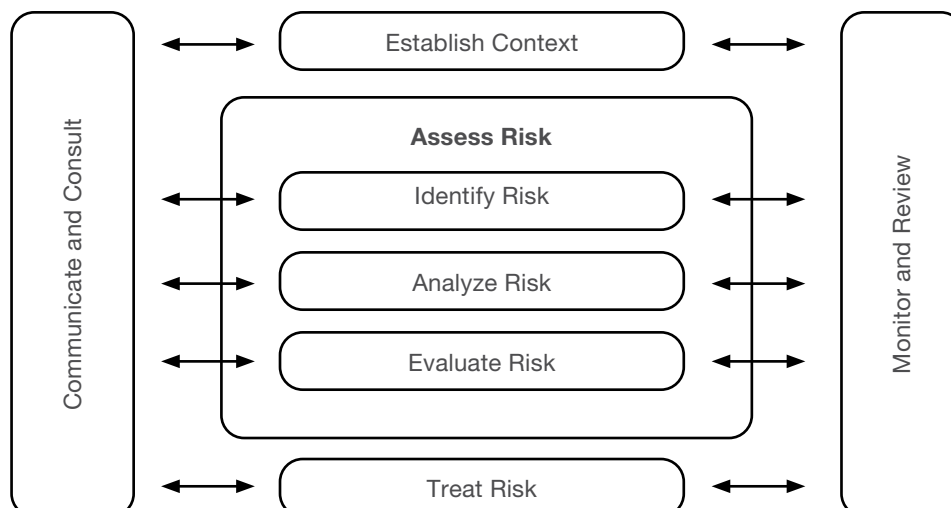 Establish Context
Communicate and Consult
Assess Risk
Identify Risk
Analyze Risk
Evaluate Risk
Treat Risk
Monitor and Review